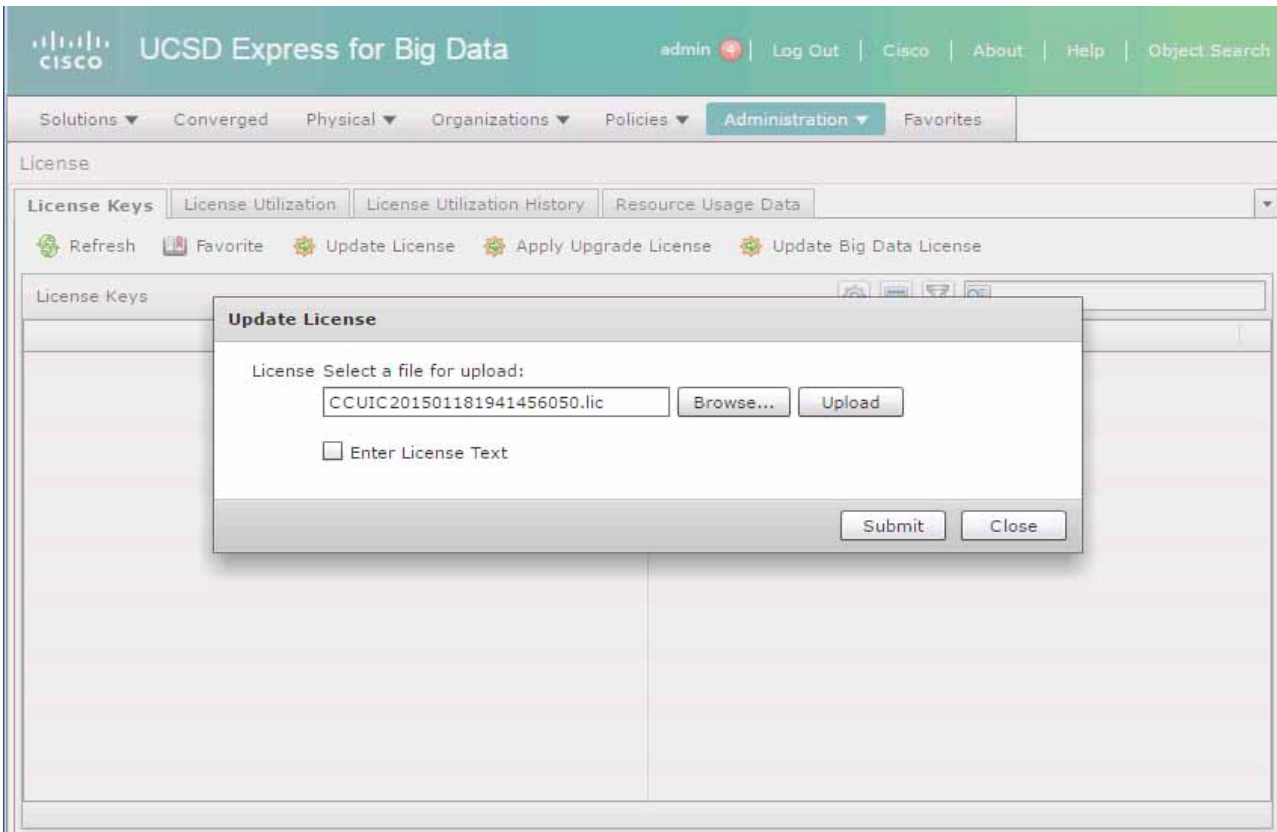 CISCO UCSD Express for Big Data admin 4 | Log Out | Cisco | About | Help | Object Search
Solutions Converged Physical Organizations Policies Administration Favorites
License
License Keys License Utilization License Utilization History Resource Usage Data
Refresh Favorite Update License Apply Upgrade License Update Big Data License
License Keys
Update License
License Select a file for upload:
CCUIC201501181941456050.lic Browse... Upload
Enter License Text
Submit Close